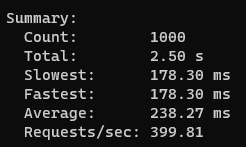 Summary:
Count: 1000
Total: 2.50 s
Slowest: 178.30 ms
Fastest: 178.30 ms
Average: 238.27 ms
Requests/sec: 399.81